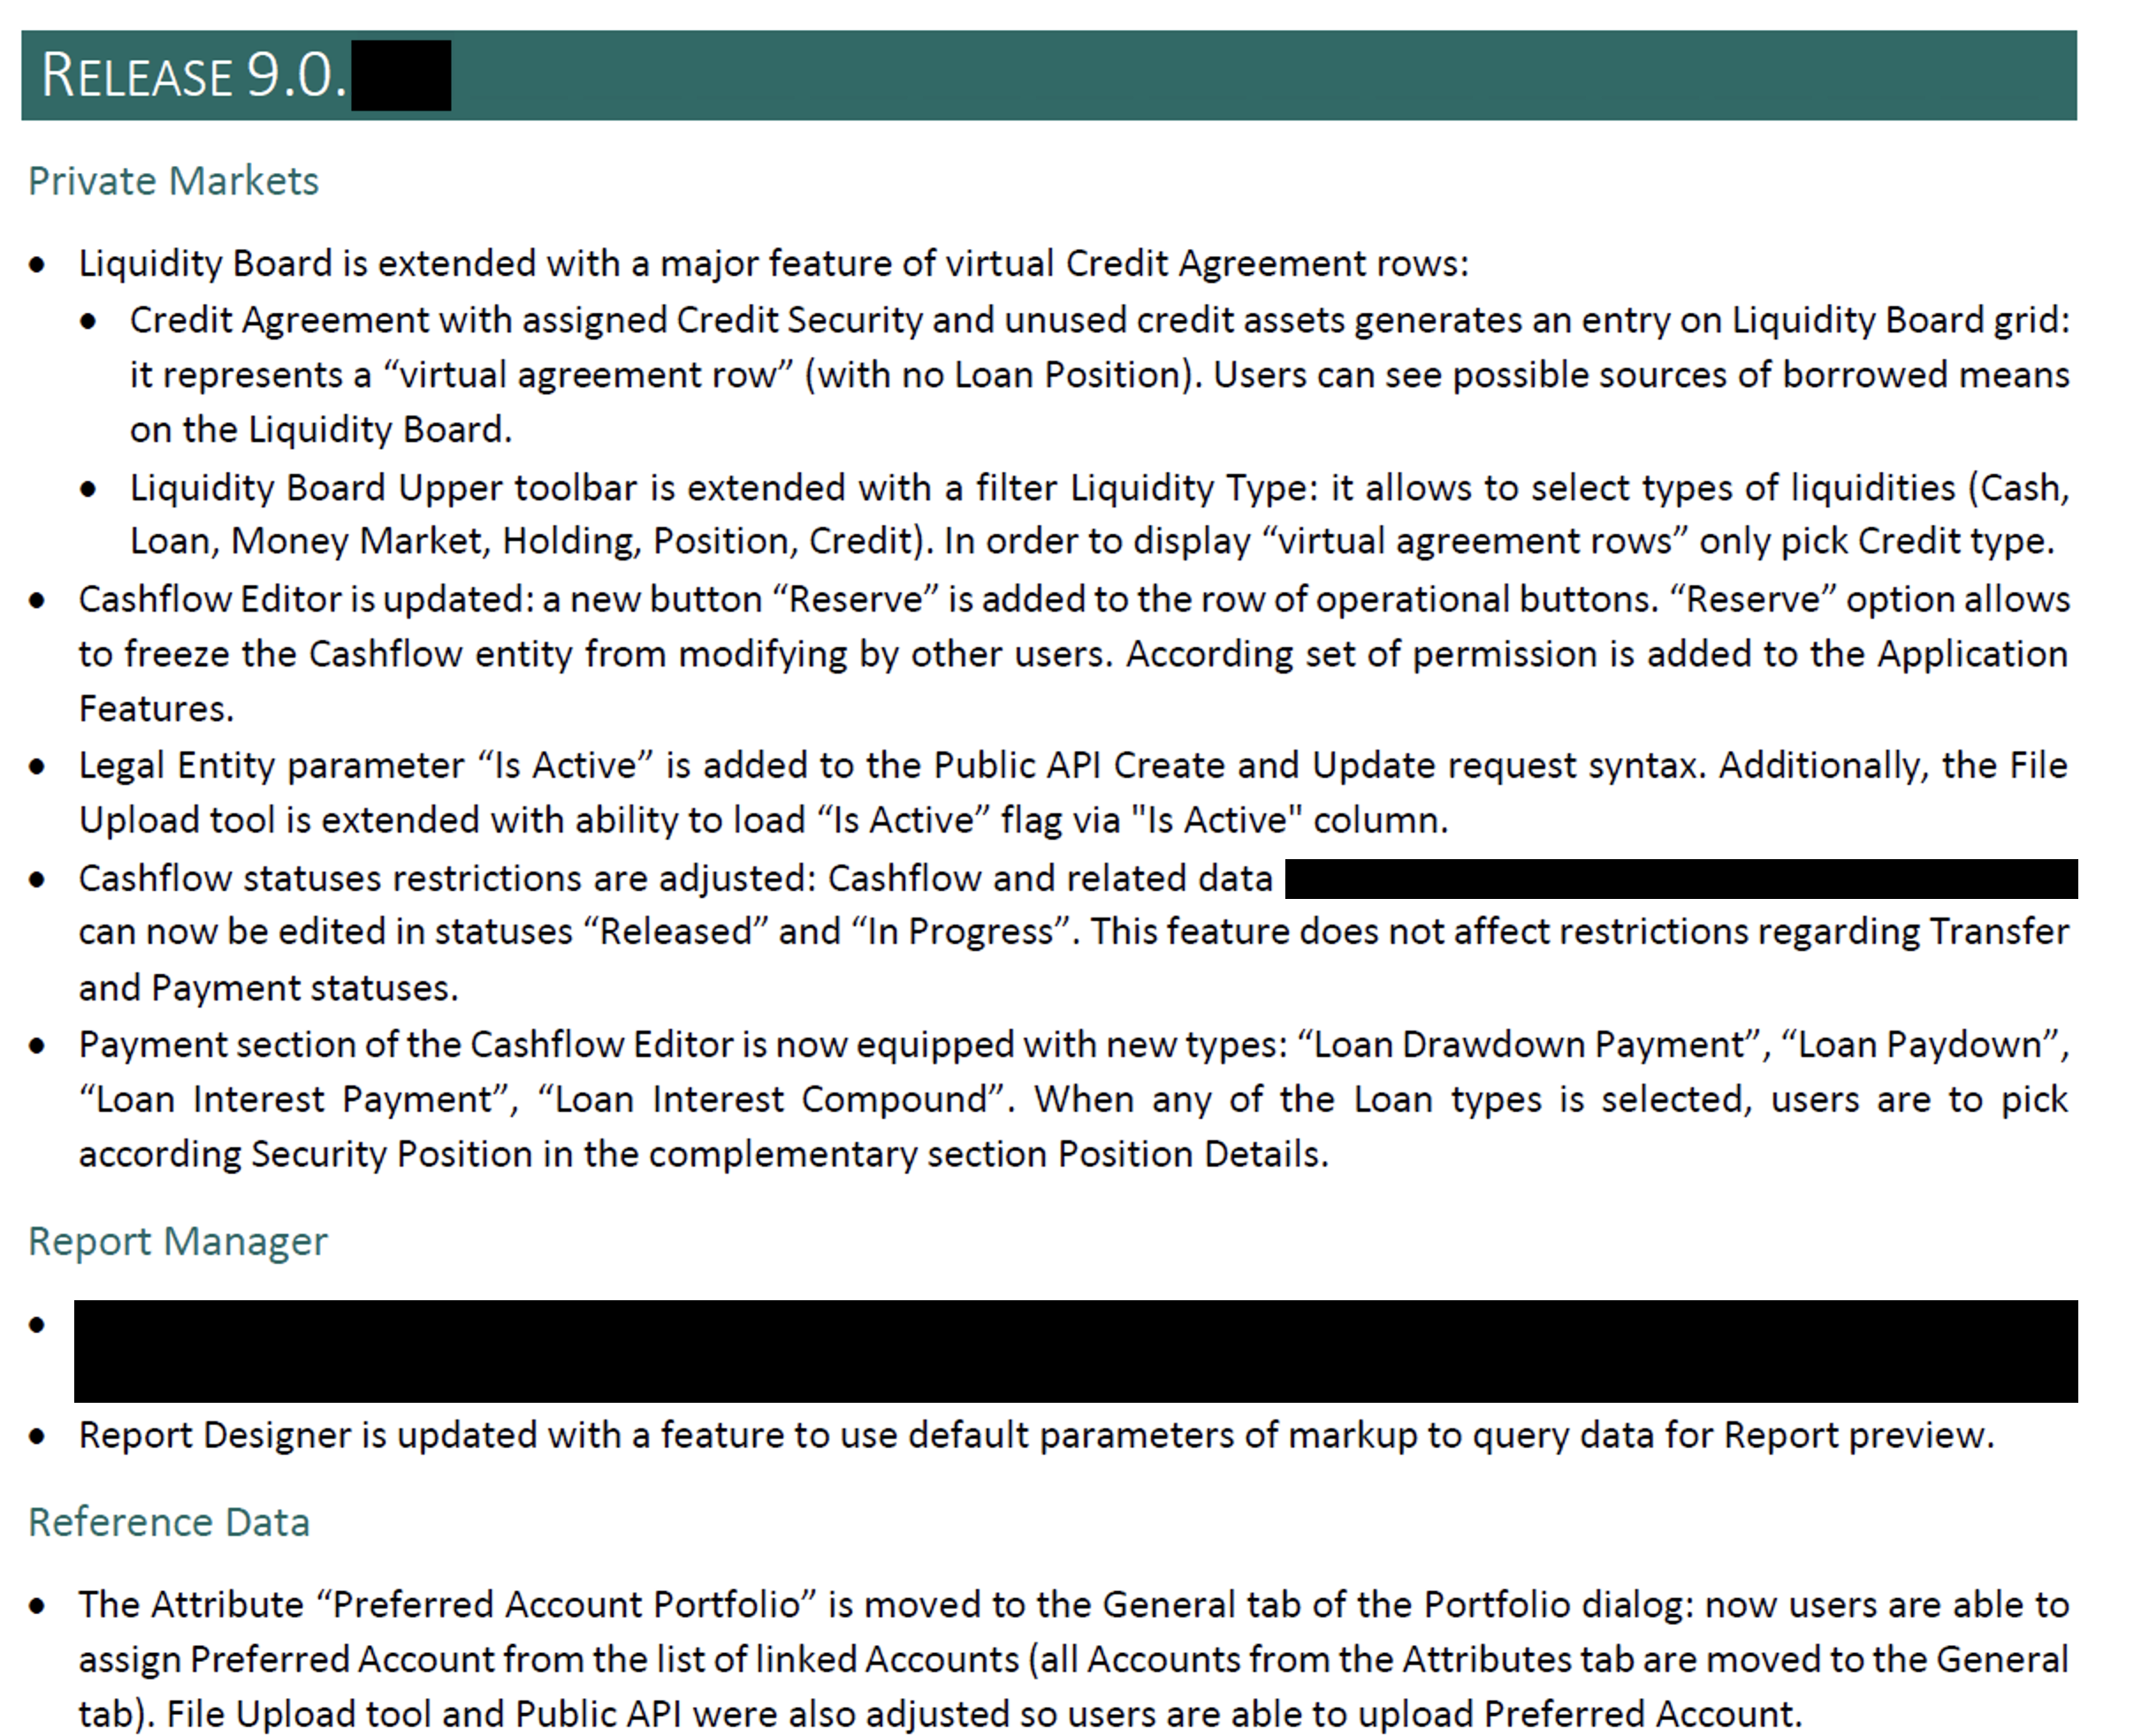 RELEASE 9.0.
Private Markets
• Liquidity Board is extended with a major feature of virtual Credit Agreement rows:
• Credit Agreement with assigned Credit Security and unused credit assets generates an entry on Liquidity Board grid:
it represents a “virtual agreement row” (with no Loan Position). Users can see possible sources of borrowed means
on the Liquidity Board.
• Liquidity Board Upper toolbar is extended with a filter Liquidity Type: it allows to select types of liquidities (Cash,
Loan, Money Market, Holding, Position, Credit). In order to display “virtual agreement rows” only pick Credit type.
• Cashflow Editor is updated: a new button “Reserve” is added to the row of operational buttons. “Reserve” option allows
to freeze the Cashflow entity from modifying by other users. According set of permission is added to the Application
Features.
• Legal Entity parameter “Is Active” is added to the Public API Create and Update request syntax. Additionally, the File
Upload tool is extended with ability to load “Is Active” flag via "Is Active" column.
• Cashflow statuses restrictions are adjusted: Cashflow and related data
can now be edited in statuses “Released” and “In Progress”. This feature does not affect restrictions regarding Transfer
and Payment statuses.
• Payment section of the Cashflow Editor is now equipped with new types: “Loan Drawdown Payment”, “Loan Paydown”,
“Loan Interest Payment”, “Loan Interest Compound”. When any of the Loan types is selected, users are to pick
according Security Position in the complementary section Position Details.
Report Manager
•
• Report Designer is updated with a feature to use default parameters of markup to query data for Report preview.
Reference Data
• The Attribute “Preferred Account Portfolio” is moved to the General tab of the Portfolio dialog: now users are able to
assign Preferred Account from the list of linked Accounts (all Accounts from the Attributes tab are moved to the General
tab). File Upload tool and Public API were also adjusted so users are able to upload Preferred Account.